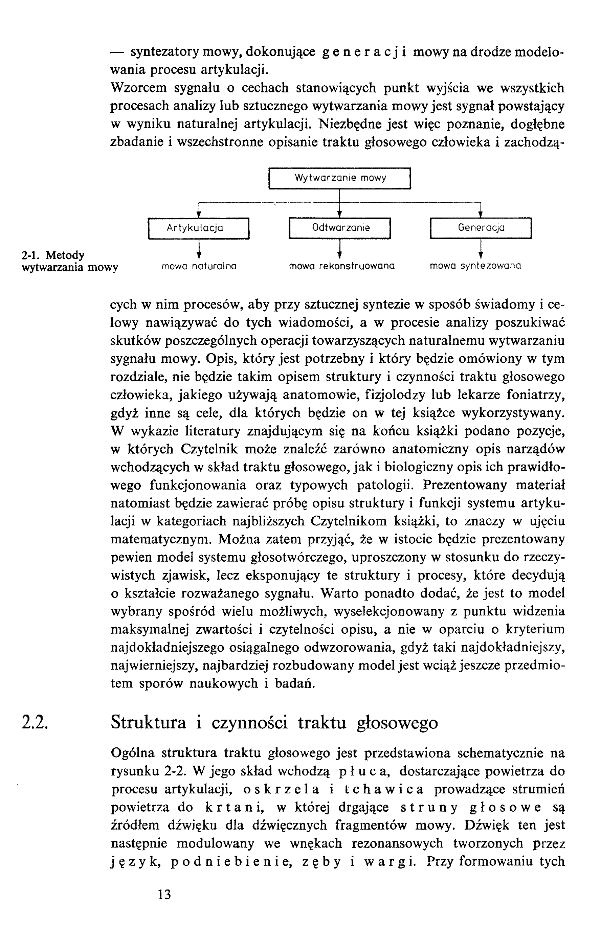 — syntezatory mowy, dokonujące g e n e r a c j i mowy na drodze modelo-
wania procesu artykulacji.
Wzorcem sygnału o cechach stanowiących punkt wyjścia we wszystkich
procesach analizy lub sztucznego wytwarzania mowy jest sygnał powstający
w wyniku naturalnej artykulacji. Niezbędne jest więc poznanie, dogłębne
zbadanie i wszechstronne opisanie traktu głosowego człowieka i zachodzą-
Wytwarzanie mowy
Artykulacja
Odtwarzanie
Generacja
mowa naturalna
mowa rekonstruowana
mowa syntezowana
2-1. Metody
wytwarzania mowy
cych w nim procesów, aby przy sztucznej syntezie w sposób świadomy i ce-
lowy nawiązywać do tych wiadomości, a w procesie analizy poszukiwać
skutków poszczególnych operacji towarzyszących naturalnemu wytwarzaniu
sygnału mowy. Opis, który jest potrzebny i który będzie omówiony w tym
rozdziale, nie będzie takim opisem struktury i czynności traktu głosowego
człowieka, jakiego używają anatomowie, fizjolodzy lub lekarze foniatrzy,
gdyż inne są cele, dla których będzie on w tej książce wykorzystywany.
W wykazie literatury znajdującym się na końcu książki podano pozycje,
w których Czytelnik może znaleźć zarówno anatomiczny opis narządów
wchodzących w skład traktu głosowego, jak i biologiczny opis ich prawidło-
wego funkcjonowania oraz typowych patologii. Prezentowany materiał
natomiast będzie zawierać próbę opisu struktury i funkcji systemu artyku-
lacji w kategoriach najbliższych Czytelnikom książki, to znaczy w ujęciu
matematycznym. Można zatem przyjąć, że w istocie będzie prezentowany
pewien model systemu głosotwórczego, uproszczony w stosunku do rzeczy-
wistych zjawisk, lecz eksponujący te struktury i procesy, które decydują
o kształcie rozważanego sygnału. Warto ponadto dodać, że jest to model
wybrany spośród wielu możliwych, wyselekcjonowany z punktu widzenia
maksymalnej zwartości i czytelności opisu, a nie w oparciu o kryterium
najdokładniejszego osiągalnego odwzorowania, gdyż taki najdokładniejszy,
najwierniejszy, najbardziej rozbudowany model jest wciąż jeszcze przedmio-
tem sporów naukowych i badań.
2.2. Struktura i czynności traktu głosowego
Ogólna struktura traktu głosowego jest przedstawiona schematycznie na
rysunku 2-2. W jego skład wchodzą p ł u c a, dostarczające powietrza do
procesu artykulacji, o s k r z e l a i t c h a w i c a prowadzące strumień
powietrza do k r t a n i, w której drgające s t r u n y g ł o s o w e są
źródłem dźwięku dla dźwięcznych fragmentów mowy. Dźwięk ten jest
następnie modulowany we wnękach rezonansowych tworzonych przez
j ę z y k, p o d n i e b i e n i e, z ę b y i w a r g i. Przy formowaniu tych
13